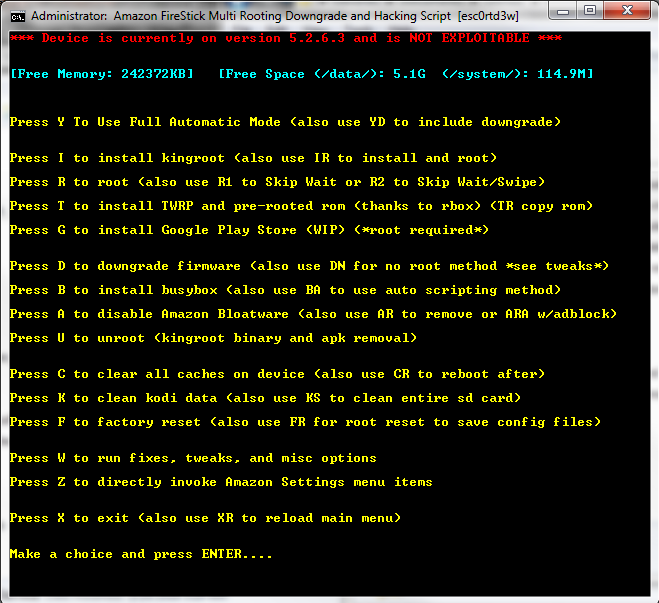 Administrator: Amazon FireStick Multi Rooting Downgrade and Hacking Script [esc0rtd3w]
*** Device is currently on version 5.2.6.3 and is NOT EXPLOITABLE ***
[Free Memory: 242372KB] [Free Space (/data/): 5.1G (/system/): 114.9M]
Press Y To Use Full Automatic Mode (also use YD to include downgrade)
Press I to install kingroot (also use IR to install and root)
Press R to root (also use R1 to Skip Wait or R2 to Skip Wait/Swipe)
Press T to install TWRP and pre-rooted rom (thanks to rbox) (TR copy rom)
Press G to install Google Play Store (WIP) (*root required*)
Press D to downgrade firmware (also use DN for no root method *see tweaks*)
Press B to install busybox (also use BA to use auto scripting method)
Press A to disable Amazon Bloatware (also use AR to remove or ARA w/adblock)
Press U to unroot (kingroot binary and apk removal)
Press C to clear all caches on device (also use CR to reboot after)
Press K to clean kodi data (also use KS to clean entire sd card)
Press F to factory reset (also use FR for root reset to save config files)
Press W to run fixes, tweaks, and misc options
Press Z to directly invoke Amazon Settings menu items
Press X to exit (also use XR to reload main menu)
Make a choice and press ENTER....